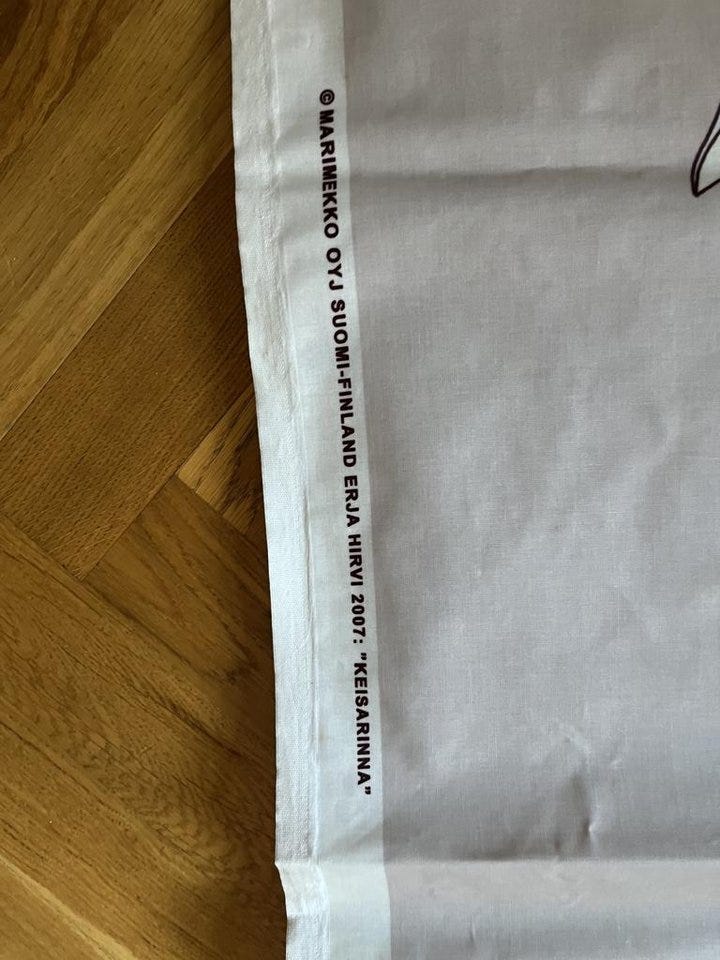 © MARIMEKKO OYJ SUOMI-FINLAND ERJA HIRVI 2007: "KEISARINNA"